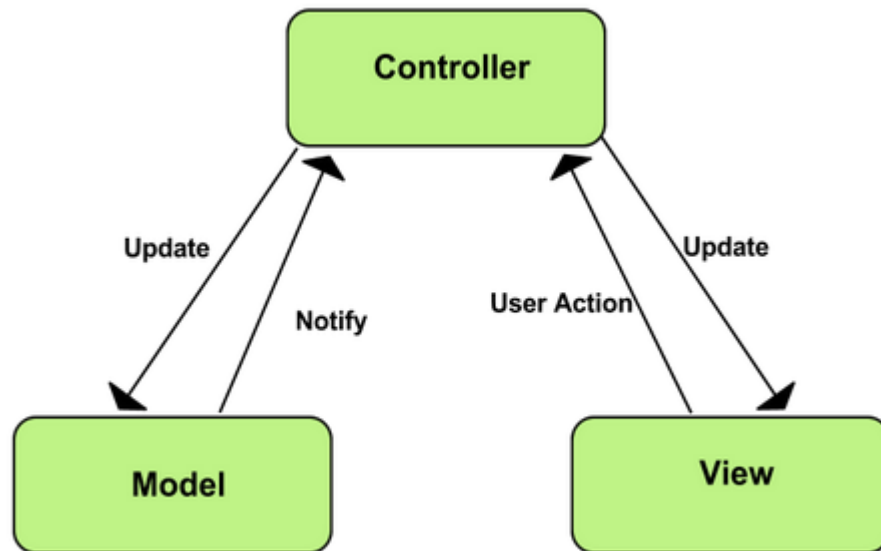 Controller
Update
Update
User Action
Notify
Model
View